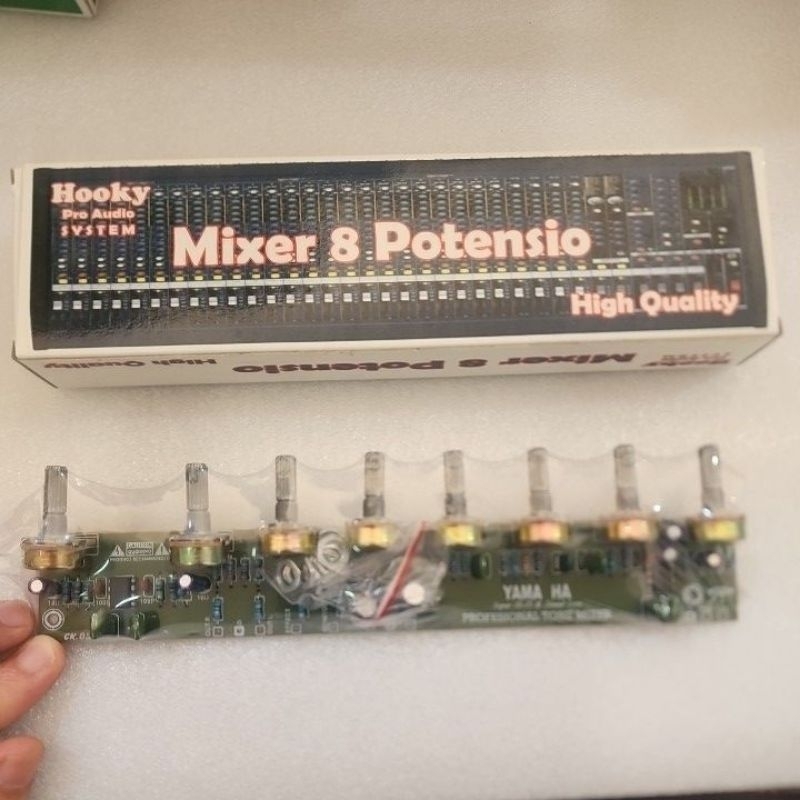 Hooky
Pro Audio
SYSTEM
Mixer 8 Potensio
High Quality
High Quality
Mixer 8 Potensio
Hooky
CAUTION
YAMA HA
PROFESSIONAL TONE MIXER